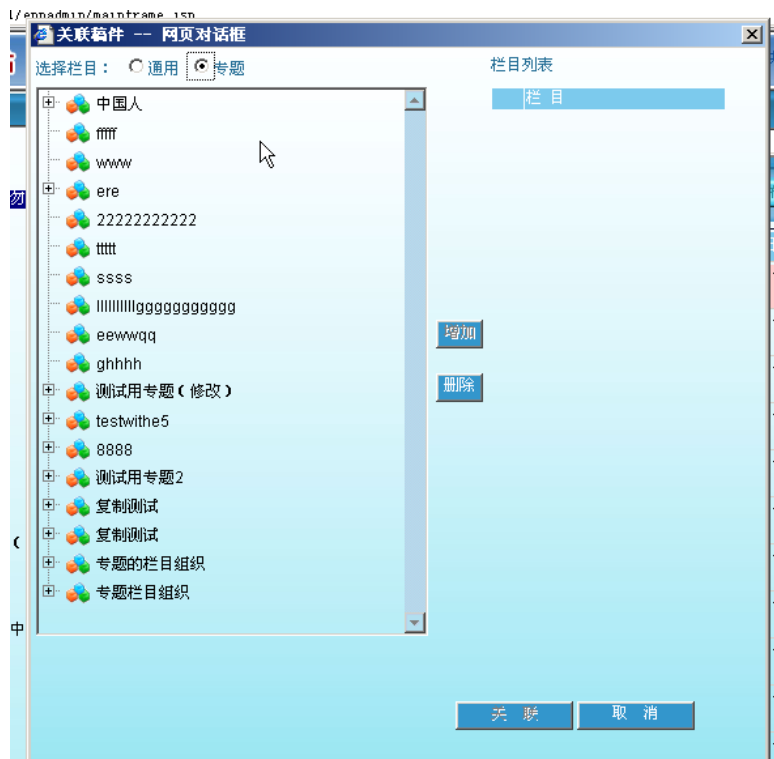 l/enpadmin/mainframe.jsp
关联稿件 -- 网页对话框
选择栏目： 通用 专题
栏目列表
栏 目
中国人
fffff
www
ere
22222222222
ttttt
ssss
llllllllllggggggggggg
eewwqq
ghhhh
测试用专题(修改)
testwithe5
8888
测试用专题2
复制测试
复制测试
专题的栏目组织
专题栏目组织
增加
删除
关 联
取 消
勿
(
中